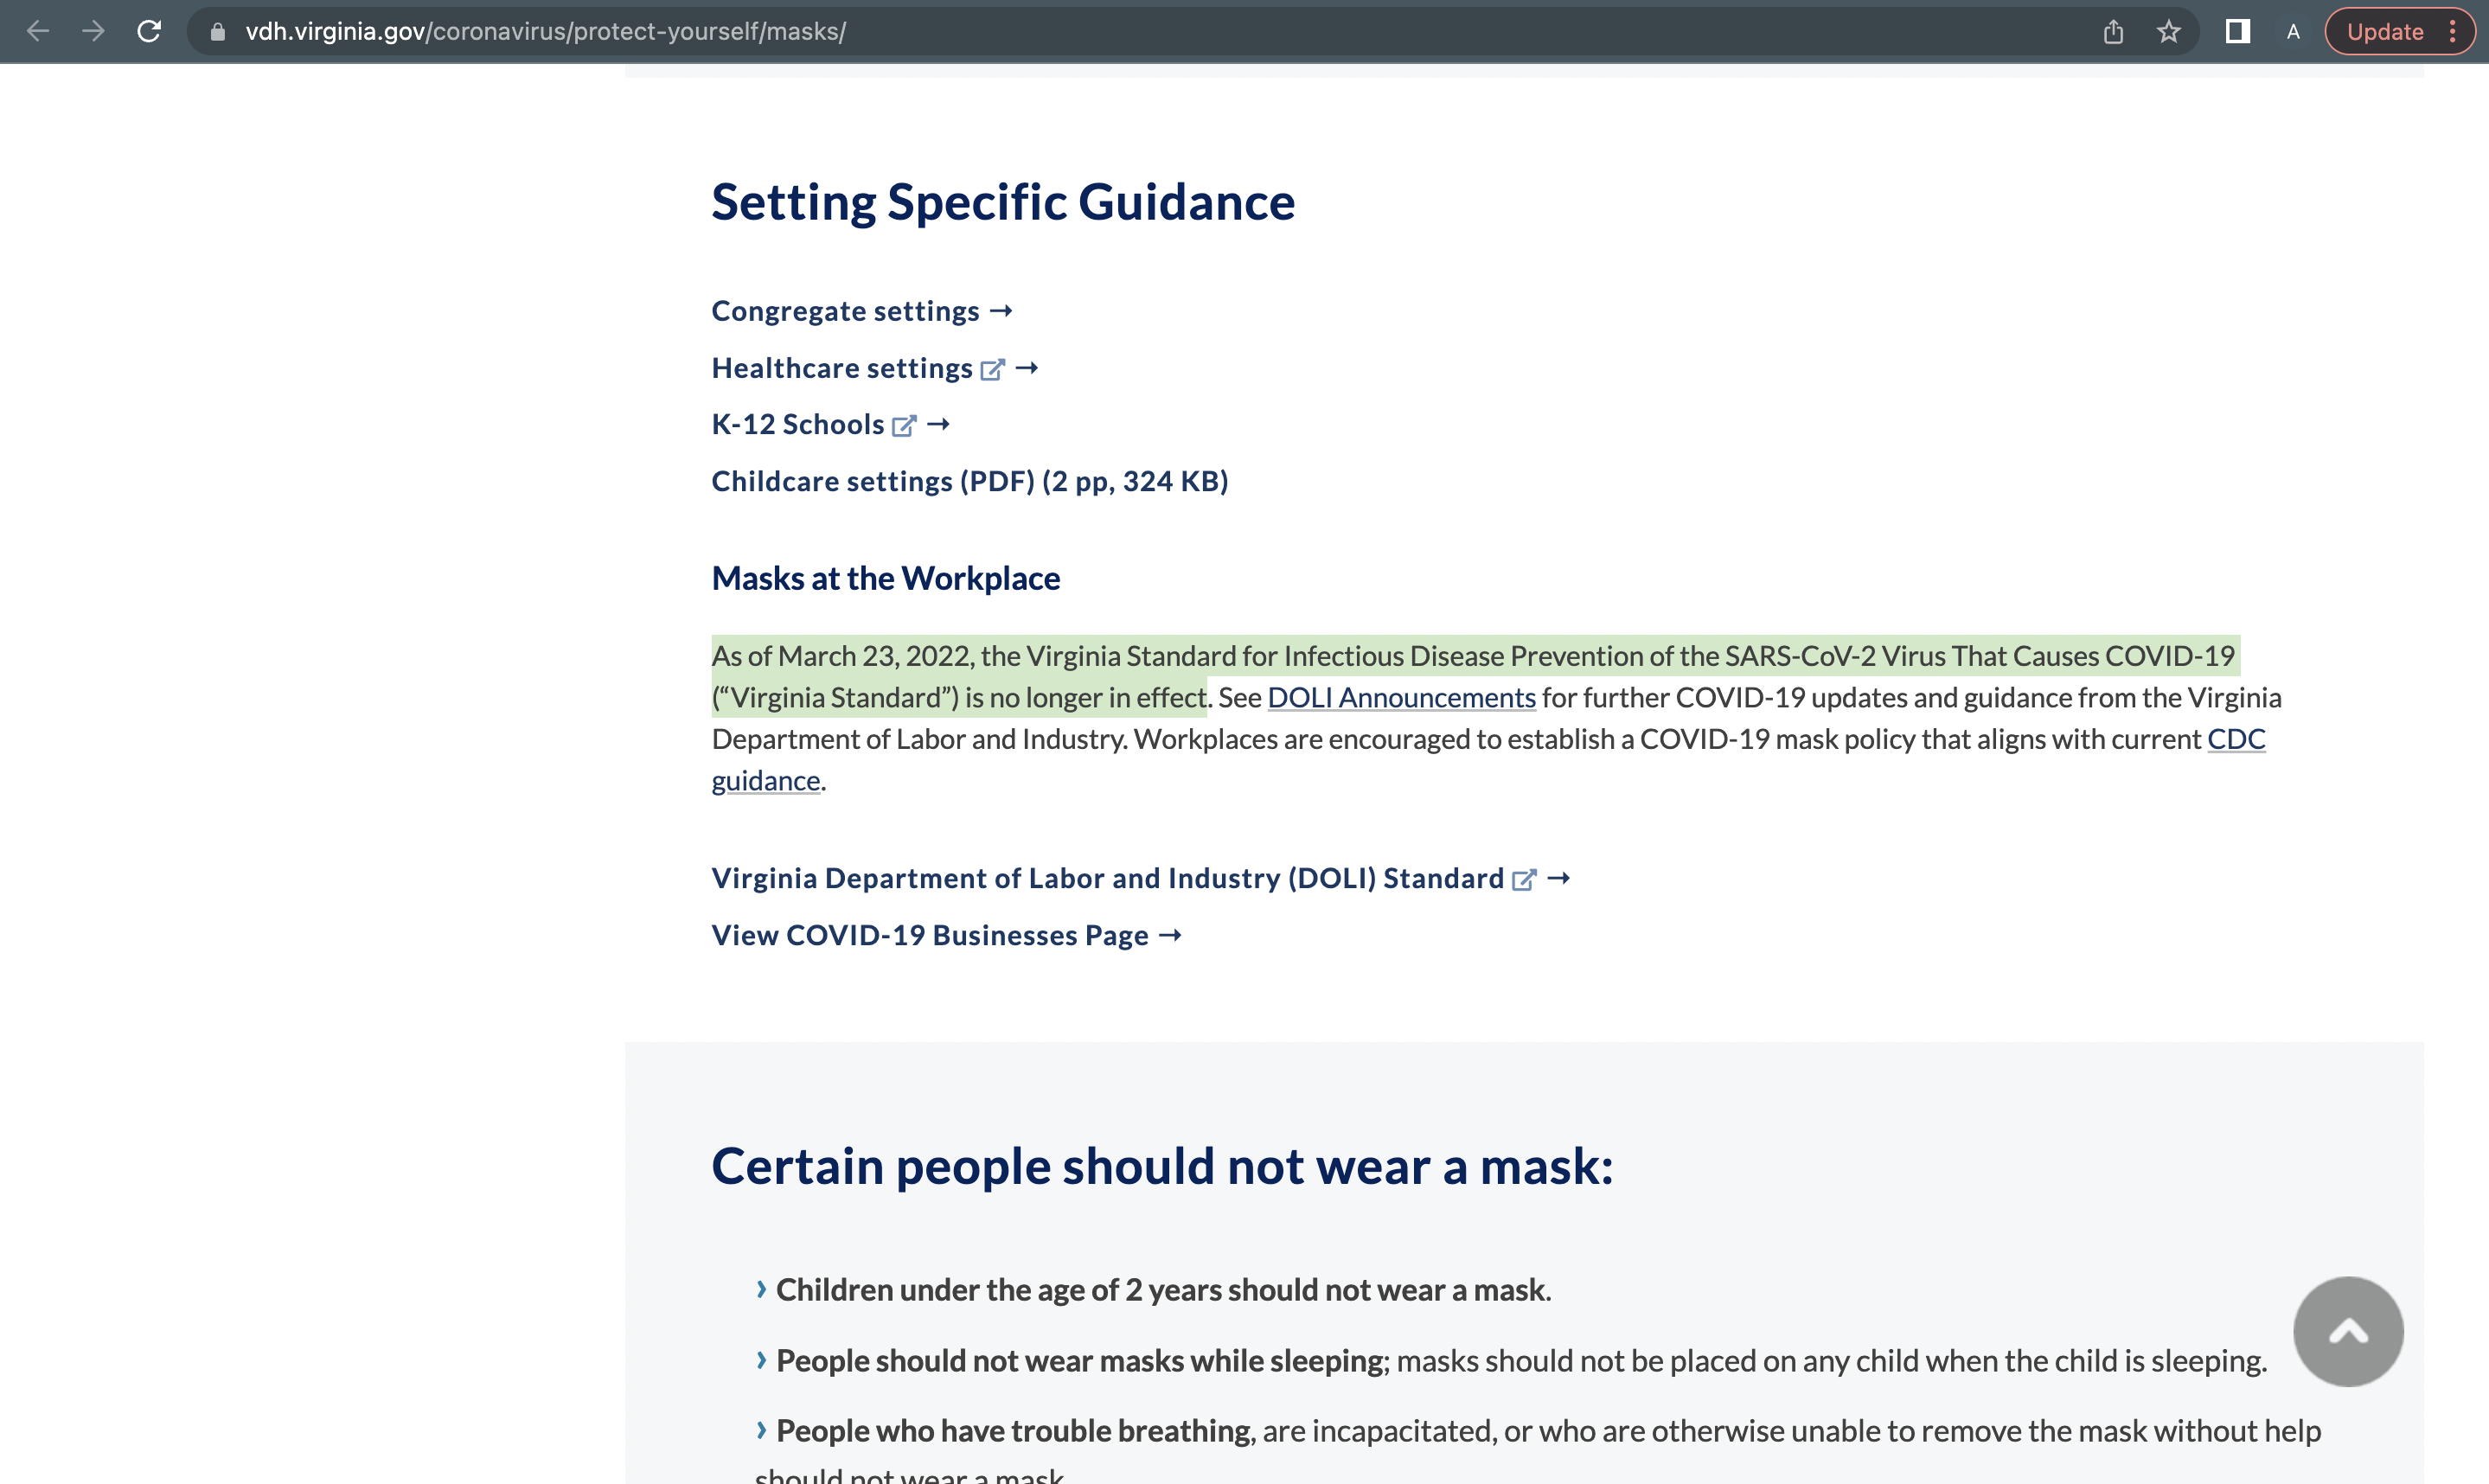 vdh.virginia.gov/coronavirus/protect-yourself/masks/
A
Update
Setting Specific Guidance
Congregate settings →
Healthcare settings →
K-12 Schools →
Childcare settings (PDF) (2 pp, 324 KB)
Masks at the Workplace
As of March 23, 2022, the Virginia Standard for Infectious Disease Prevention of the SARS-CoV-2 Virus That Causes COVID-19
(“Virginia Standard”) is no longer in effect. See DOLI Announcements for further COVID-19 updates and guidance from the Virginia
Department of Labor and Industry. Workplaces are encouraged to establish a COVID-19 mask policy that aligns with current CDC
guidance.
Virginia Department of Labor and Industry (DOLI) Standard →
View COVID-19 Businesses Page →
Certain people should not wear a mask:
› Children under the age of 2 years should not wear a mask.
› People should not wear masks while sleeping; masks should not be placed on any child when the child is sleeping.
› People who have trouble breathing, are incapacitated, or who are otherwise unable to remove the mask without help
should not wear a mask